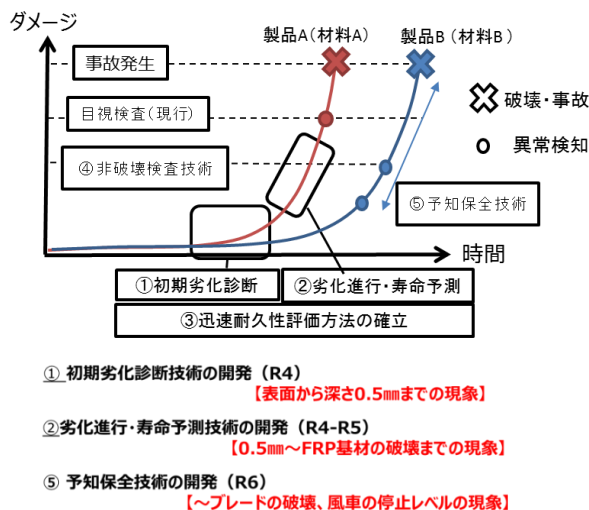 ダメージ
製品A(材料A)
製品B(材料B)
事故発生
破壊・事故
目視検査(現行)
異常検知
④非破壊検査技術
⑤予知保全技術
時間
①初期劣化診断
②劣化進行・寿命予測
③迅速耐久性評価方法の確立
① 初期劣化診断技術の開発(R4)
【表面から深さ0.5㎜までの現象】
②劣化進行・寿命予測技術の開発(R4-R5)
【0.5㎜～FRP基材の破壊までの現象】
⑤ 予知保全技術の開発(R6)
【～ブレードの破壊、風車の停止レベルの現象】